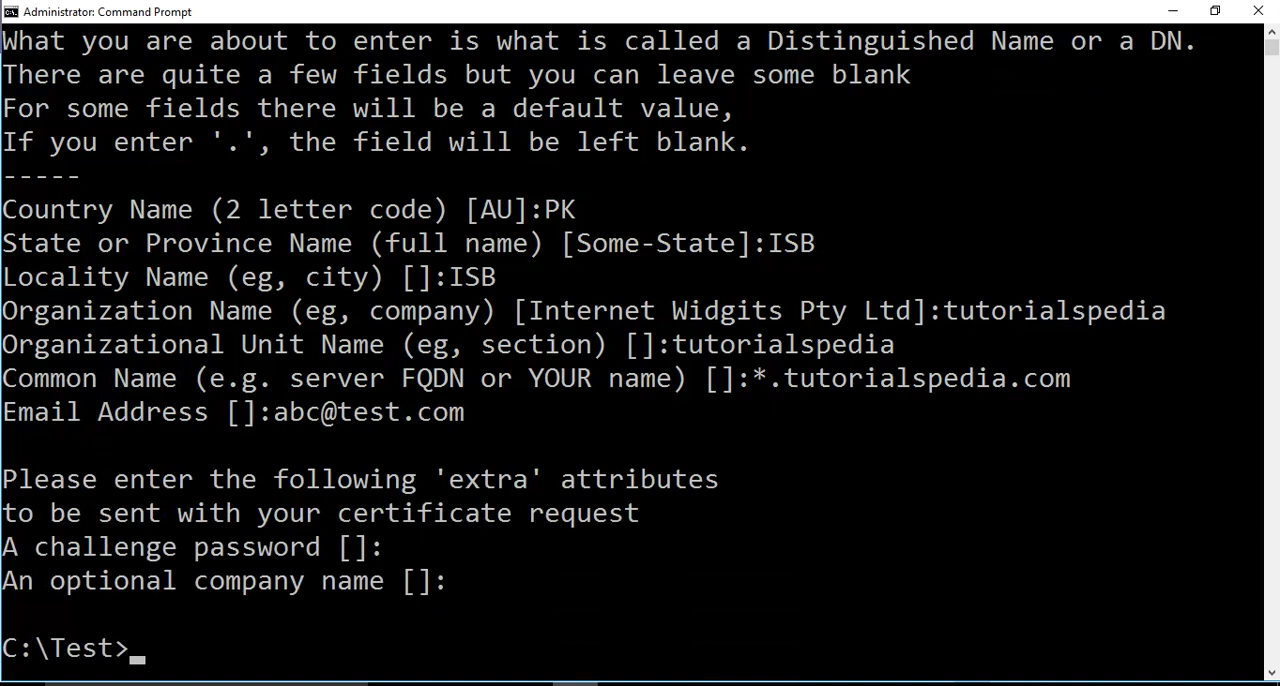 Administrator: Command Prompt
What you are about to enter is what is called a Distinguished Name or a DN.
There are quite a few fields but you can leave some blank
For some fields there will be a default value,
If you enter '.', the field will be left blank.
-----
Country Name (2 letter code) [AU]:PK
State or Province Name (full name) [Some-State]:ISB
Locality Name (eg, city) []:ISB
Organization Name (eg, company) [Internet Widgits Pty Ltd]:tutorialspedia
Organizational Unit Name (eg, section) []:tutorialspedia
Common Name (e.g. server FQDN or YOUR name) []:*.tutorialspedia.com
Email Address []:abc@test.com
Please enter the following 'extra' attributes
to be sent with your certificate request
A challenge password []:
An optional company name []:
C:\Test>